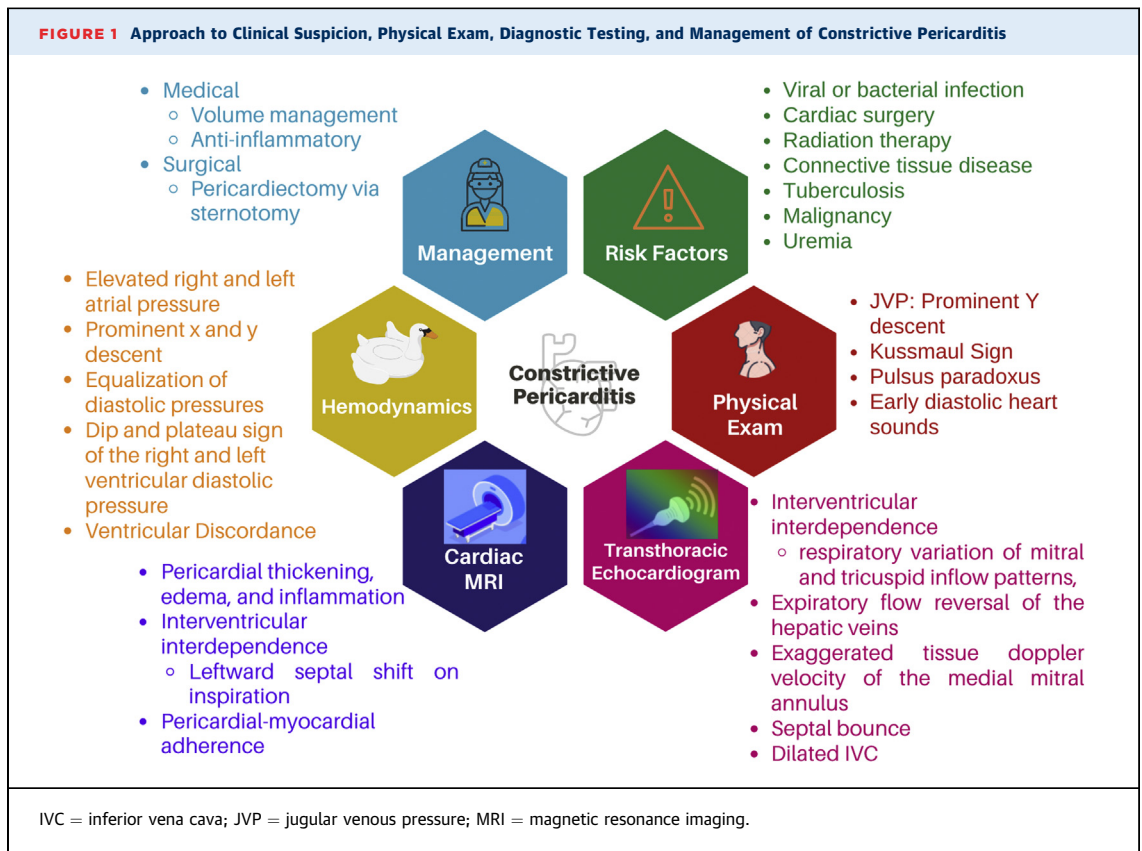 FIGURE 1 Approach to Clinical Suspicion, Physical Exam, Diagnostic Testing, and Management of Constrictive Pericarditis
• Medical
◦ Volume management
◦ Anti-inflammatory
• Surgical
◦ Pericardiectomy via
sternotomy
Management
Risk Factors
• Viral or bacterial infection
• Cardiac surgery
• Radiation therapy
• Connective tissue disease
• Tuberculosis
• Malignancy
• Uremia
• Elevated right and left
atrial pressure
• Prominent x and y
descent
• Equalization of
diastolic pressures
• Dip and plateau sign
of the right and left
ventricular diastolic
pressure
• Ventricular Discordance
Hemodynamics
Constrictive
Pericarditis
Physical
Exam
• JVP: Prominent Y
descent
• Kussmaul Sign
• Pulsus paradoxus
• Early diastolic heart
sounds
• Pericardial thickening,
edema, and inflammation
• Interventricular
interdependence
◦ Leftward septal shift on
inspiration
• Pericardial-myocardial
adherence
Cardiac
MRI
Transthoracic
Echocardiogram
• Interventricular
interdependence
◦ respiratory variation of mitral
and tricuspid inflow patterns,
• Expiratory flow reversal of the
hepatic veins
• Exaggerated tissue doppler
velocity of the medial mitral
annulus
• Septal bounce
• Dilated IVC
IVC = inferior vena cava; JVP = jugular venous pressure; MRI = magnetic resonance imaging.